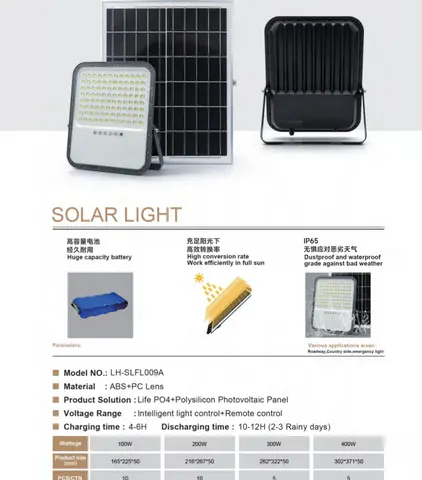 SOLAR LIGHT
高容量电池
经久耐用
Huge capacity battery
充足阳光下
高效转换率
High conversion rate
Work efficiently in full sun
IP65
无惧应对恶劣天气
Dustproof and waterproof
grade against bad weather
Parameters:
Various applications areas:
Roadway,Country side,emergency light
Model NO.: LH-SLFL009A
Material : ABS+PC Lens
Product Solution : Life PO4+Polysilicon Photovoltaic Panel
Voltage Range : Intelligent light control+Remote control
Charging time : 4-6H Discharging time : 10-12H (2-3 Rainy days)
Wattage 100W 200W 300W 400W
Product size (mm) 165*225*50 216*267*50 262*322*50 302*371*50
PCS/CTN 10 10 5 5